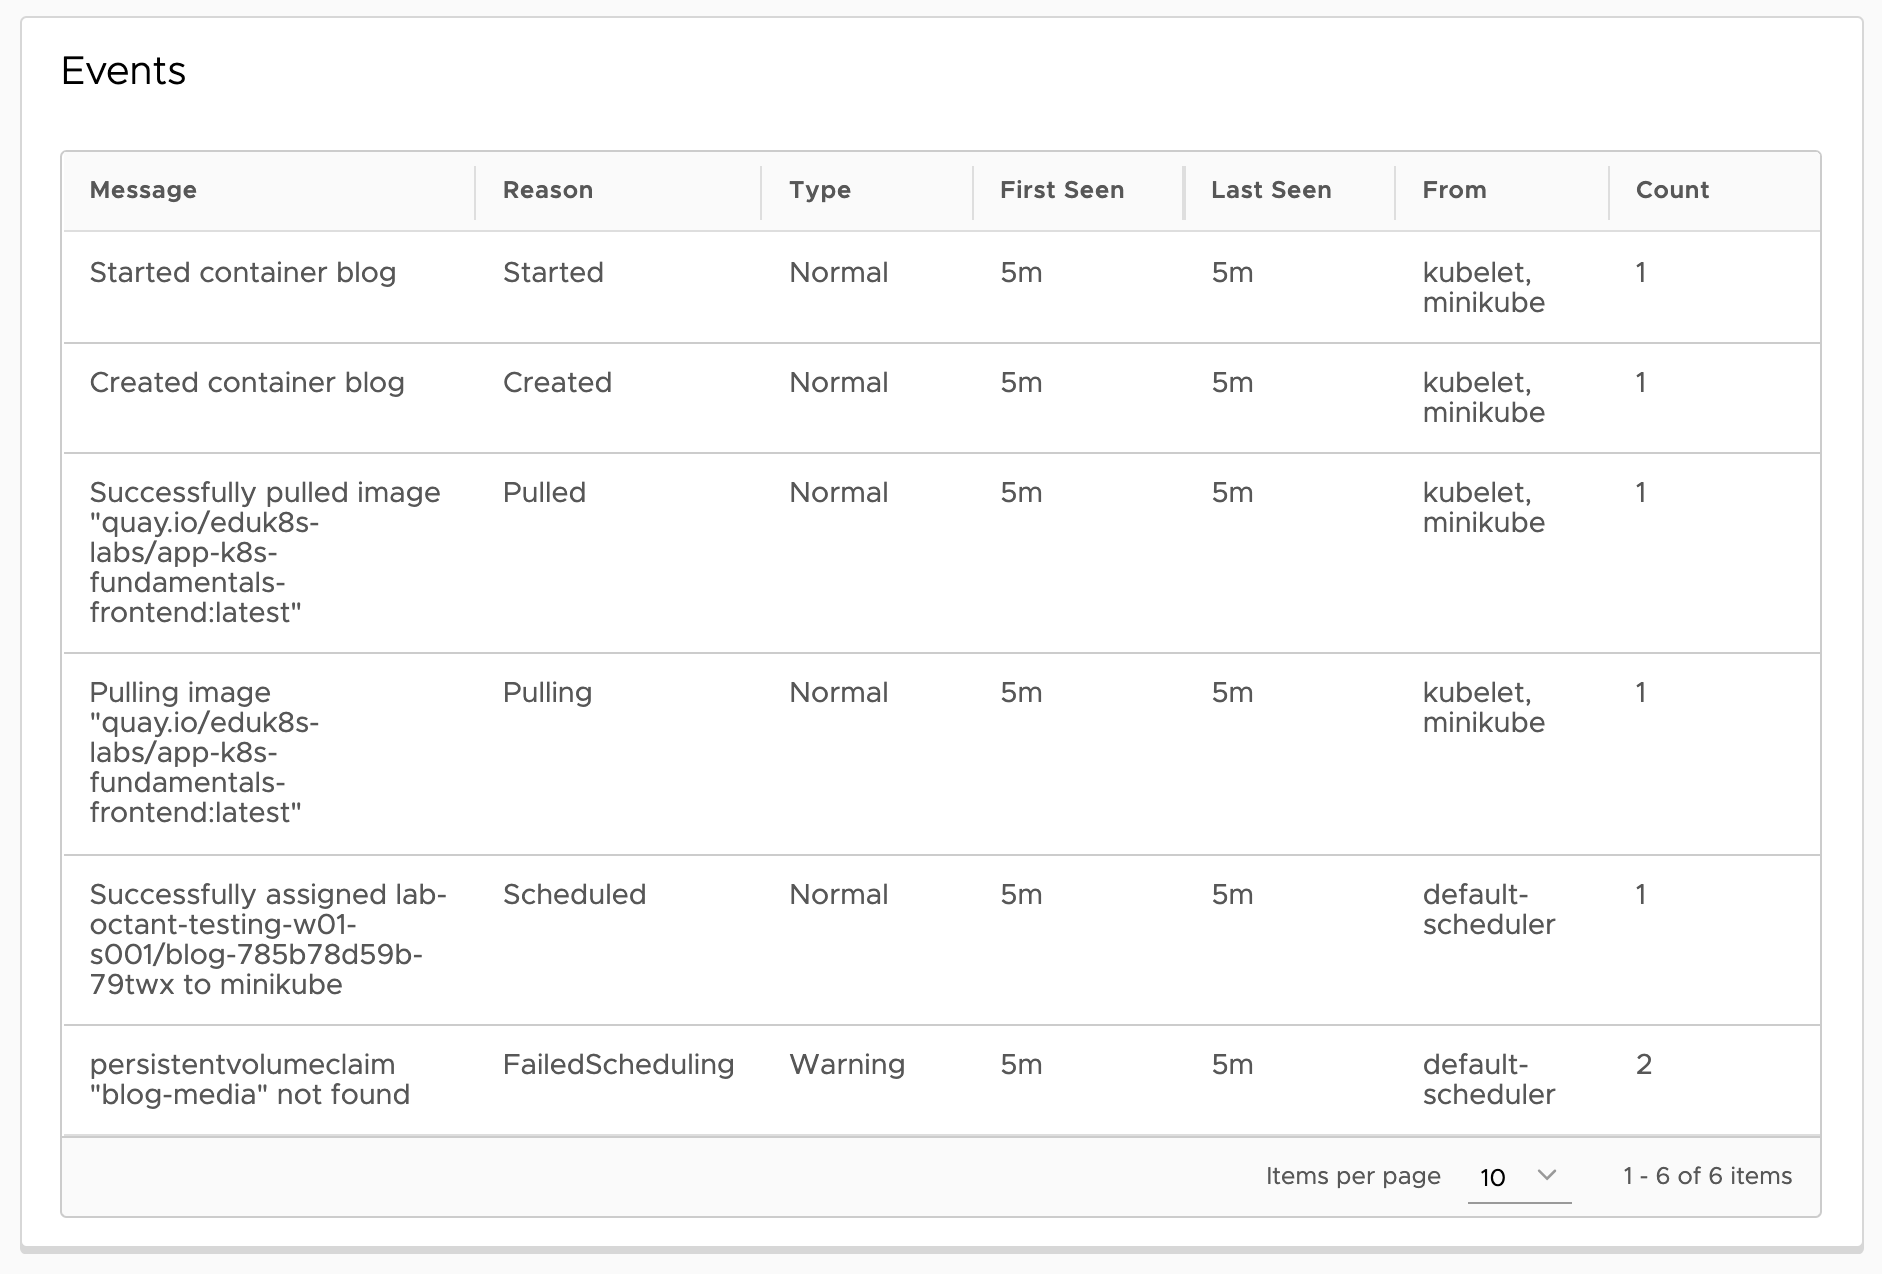 Events
Message Reason Type First Seen Last Seen From Count
Started container blog Started Normal 5m 5m kubelet, 1
minikube
Created container blog Created Normal 5m 5m kubelet, 1
minikube
Successfully pulled image Pulled Normal 5m 5m kubelet, 1
"quay.io/eduk8s- minikube
labs/app-k8s-
fundamentals-
frontend:latest"
Pulling image Pulling Normal 5m 5m kubelet, 1
"quay.io/eduk8s- minikube
labs/app-k8s-
fundamentals-
frontend:latest"
Successfully assigned lab- Scheduled Normal 5m 5m default- 1
octant-testing-w01- scheduler
s001/blog-785b78d59b-
79twx to minikube
persistentvolumeclaim FailedScheduling Warning 5m 5m default- 2
"blog-media" not found scheduler
Items per page 10 1 - 6 of 6 items